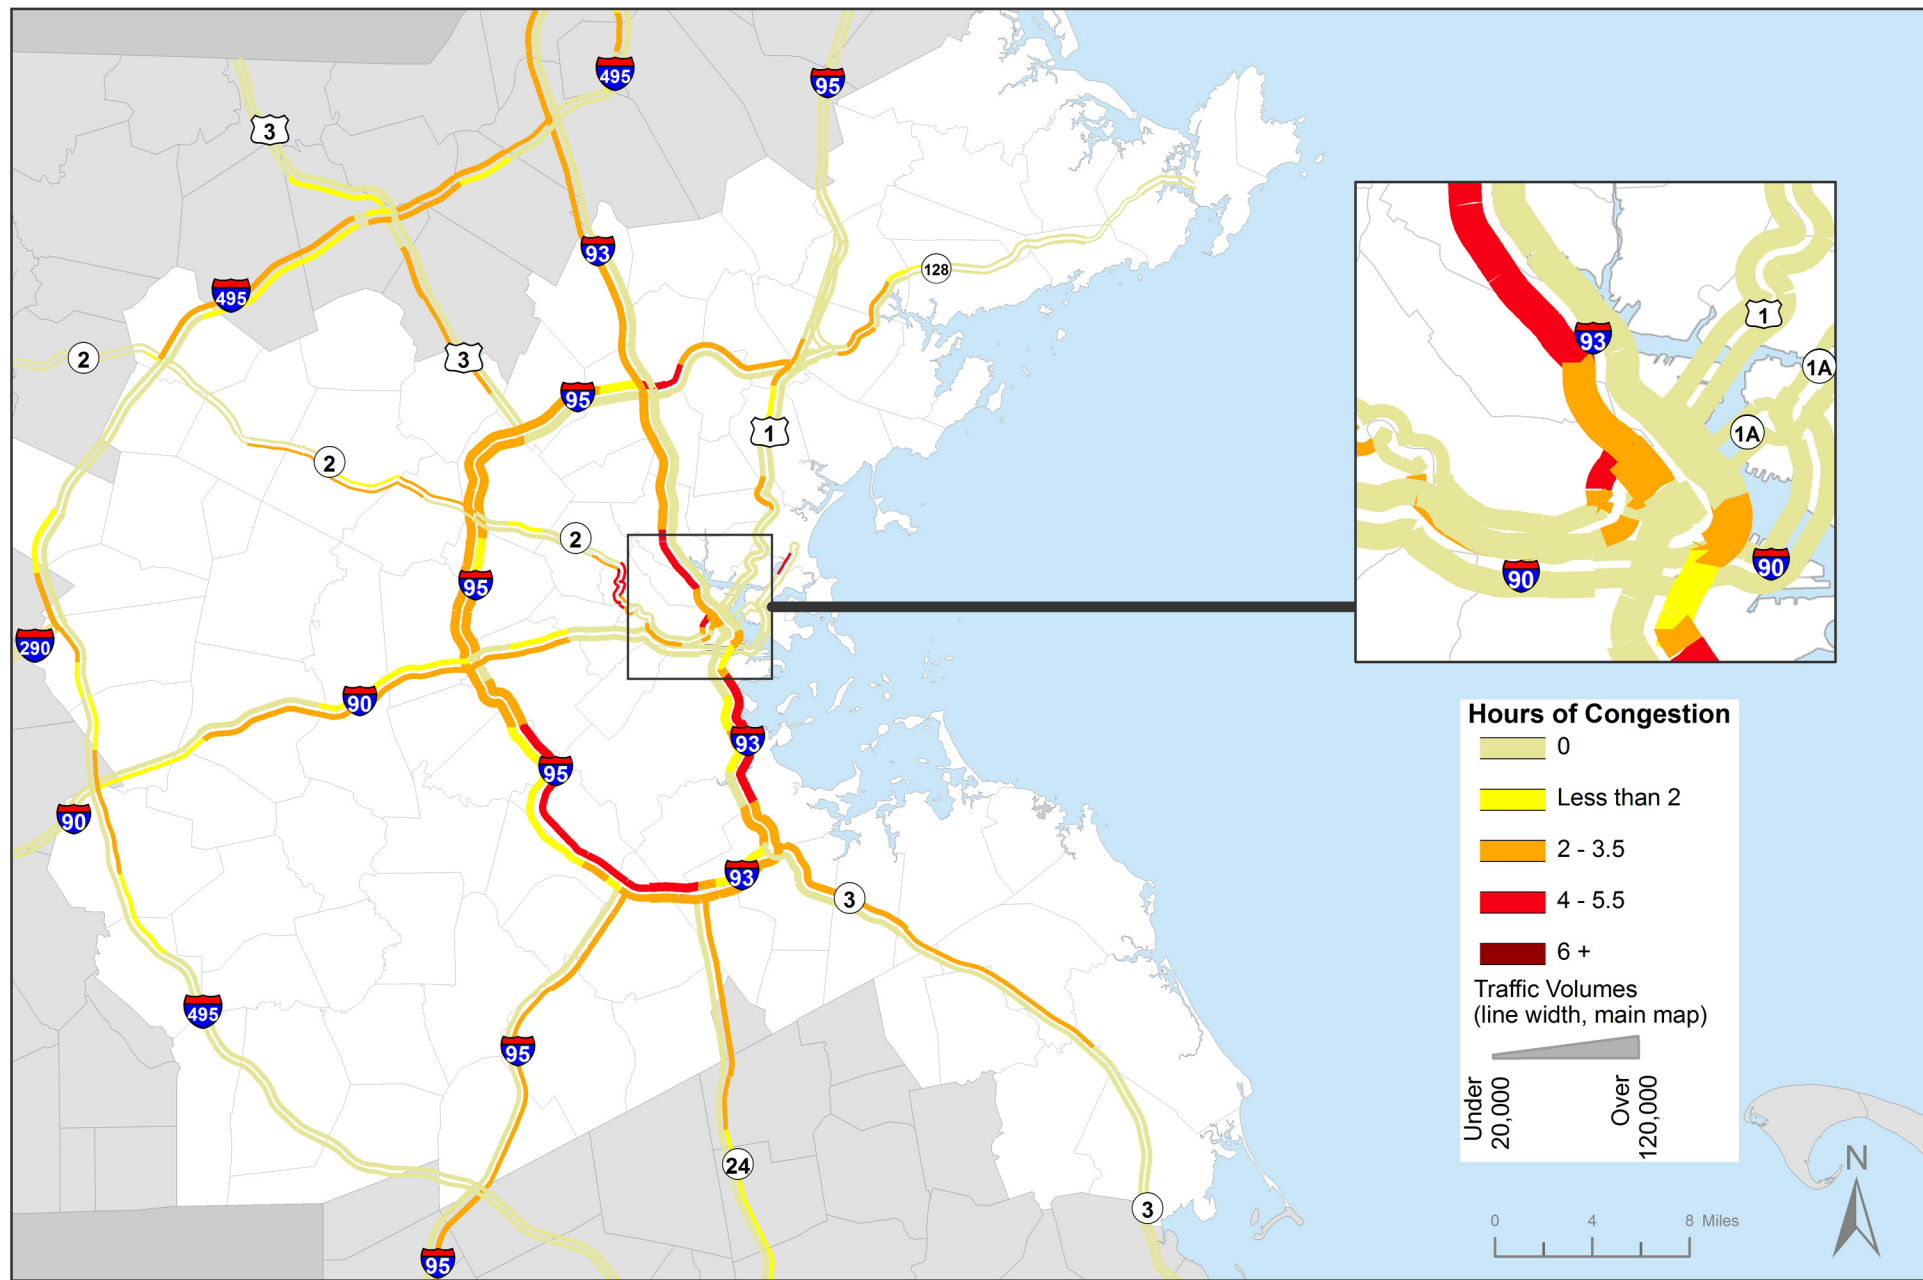 495
95
3
93
128
495
2
3
95
1
2
2
95
290
90
93
95
90
93
3
495
95
24
3
95
1
93
1A
1A
90
90
Hours of Congestion
0
Less than 2
2 - 3.5
4 - 5.5
6 +
Traffic Volumes
(line width, main map)
Under
20,000
Over
120,000
N
0 4 8 Miles